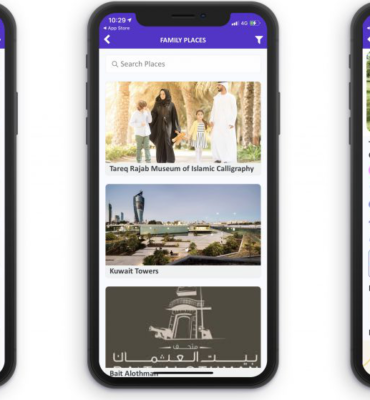 10:29
4G
App Store
FAMILY PLACES
Search Places
Tareq Rajab Museum of Islamic Calligraphy
Kuwait Towers
متحف
بيت العثمان
Bait Alothman